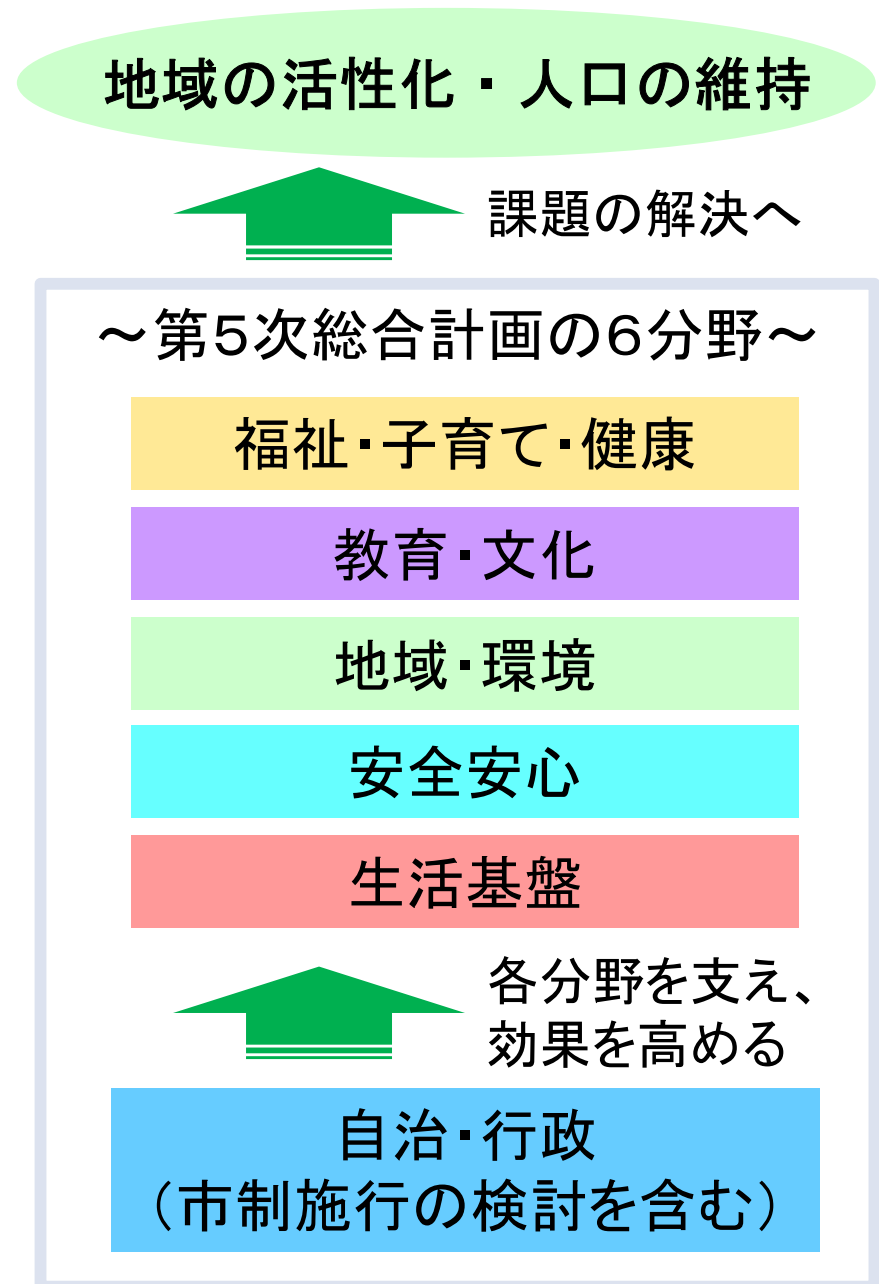 地域の活性化・人口の維持
課題の解決へ
～第５次総合計画の６分野～
福祉・子育て・健康
教育・文化
地域・環境
安全安心
生活基盤
各分野を支え、
効果を高める
自治・行政
（市制施行の検討を含む）